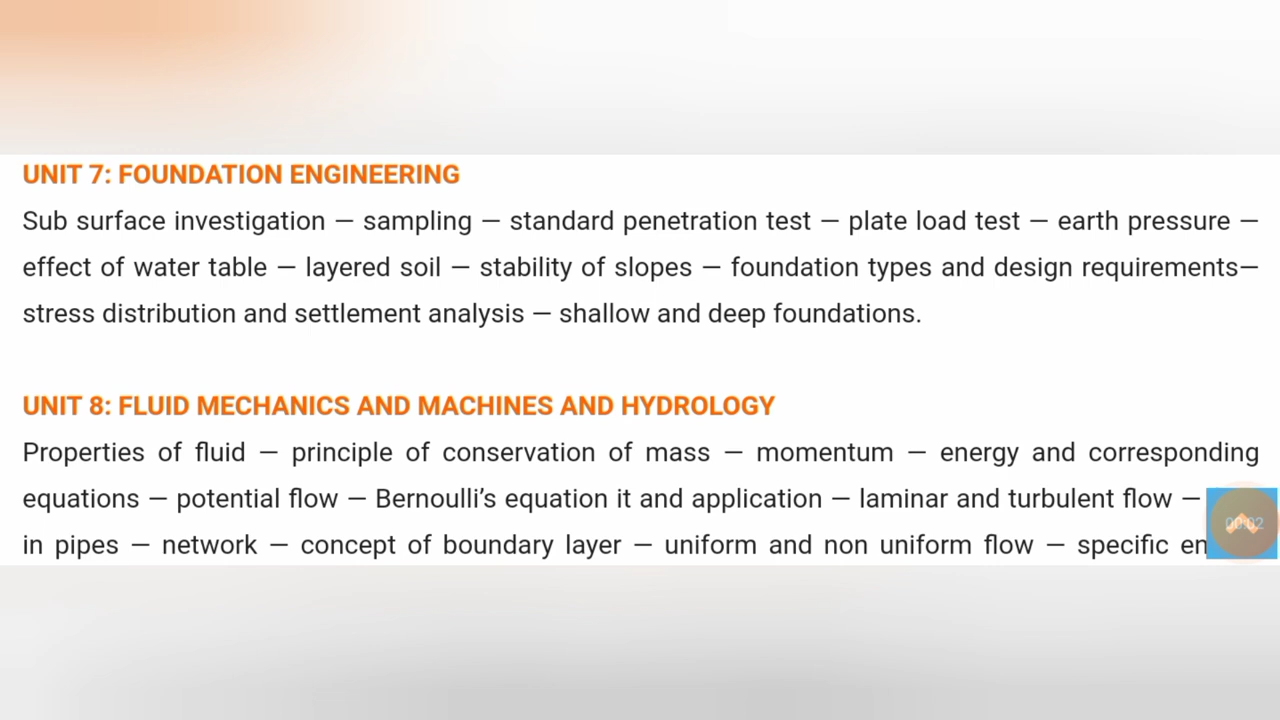 UNIT 7: FOUNDATION ENGINEERING
Sub surface investigation — sampling — standard penetration test — plate load test — earth pressure —
effect of water table — layered soil — stability of slopes — foundation types and design requirements—
stress distribution and settlement analysis — shallow and deep foundations.
UNIT 8: FLUID MECHANICS AND MACHINES AND HYDROLOGY
Properties of fluid — principle of conservation of mass — momentum — energy and corresponding
equations — potential flow — Bernoulli’s equation it and application — laminar and turbulent flow —
00:02
in pipes — network — concept of boundary layer — uniform and non uniform flow — specific en